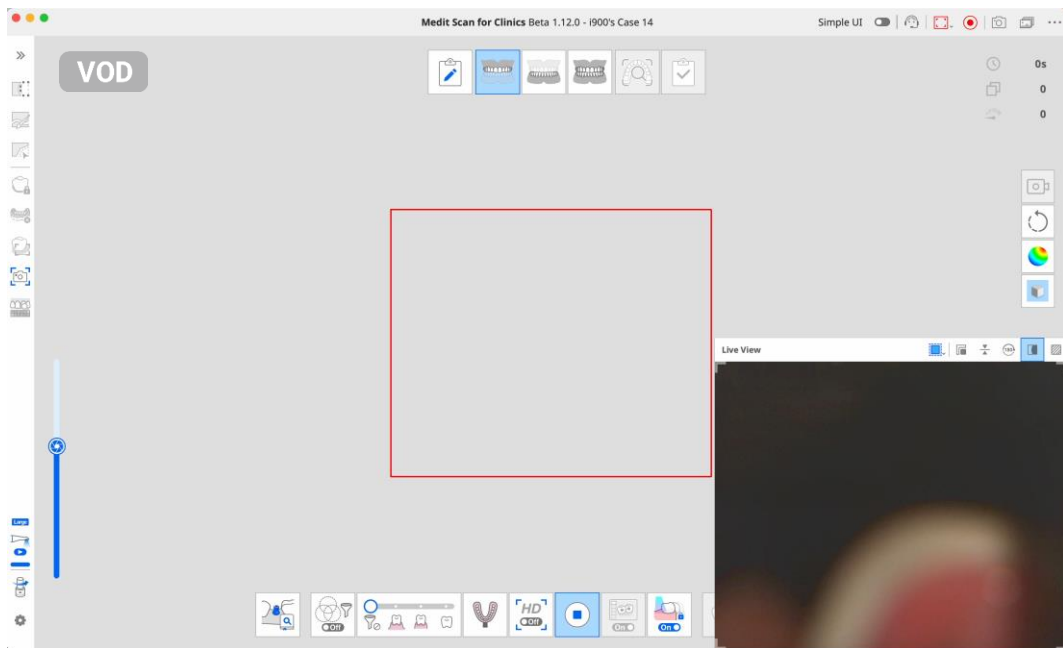 Medit Scan for Clinics Beta 1.12.0 - i900's Case 14
Simple UI
VOD
0s
0
0
Live View
180
Large
Off
HD
Off
On
On